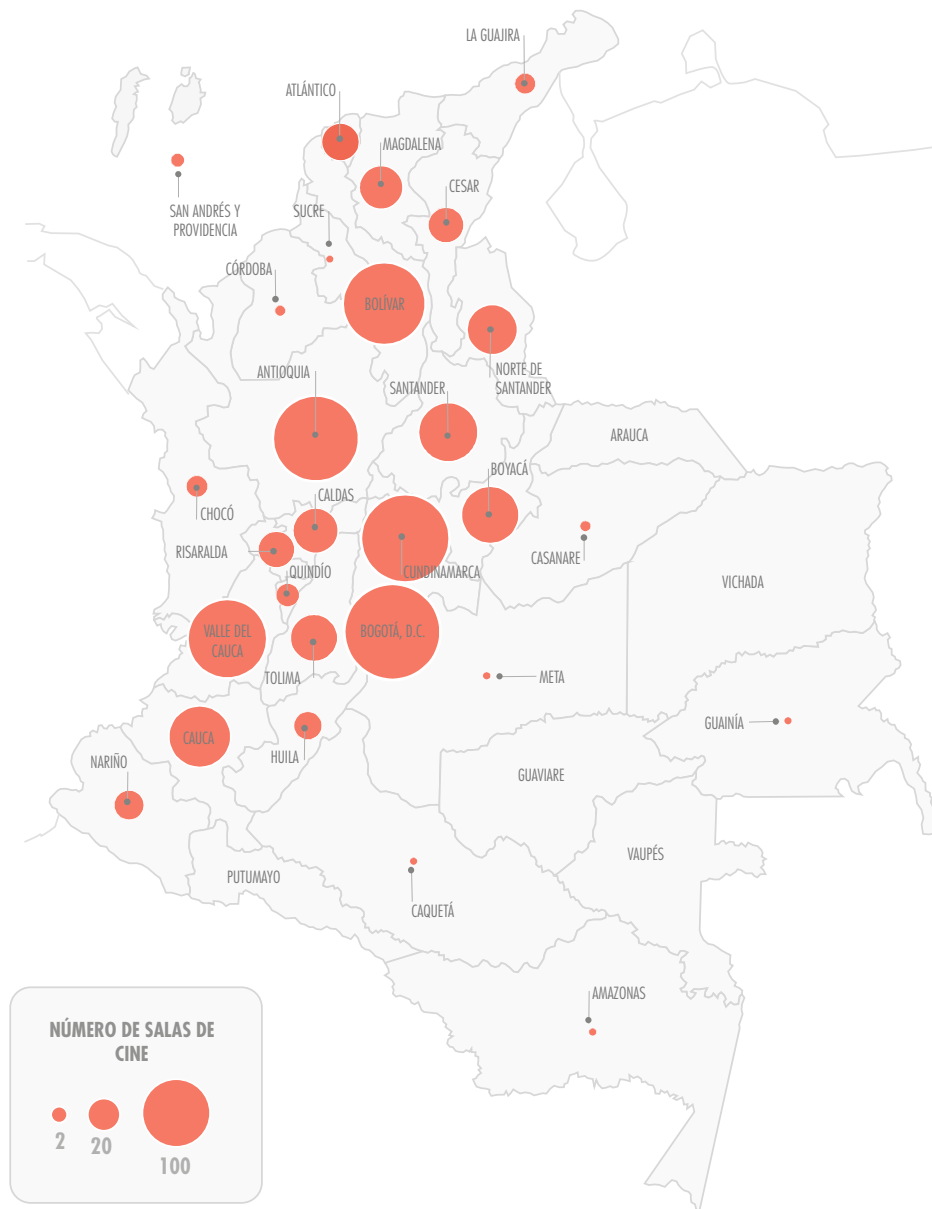 LA GUAJIRA
ATLÁNTICO
MAGDALENA
CESAR
SAN ANDRÉS Y
PROVIDENCIA
SUCRE
CÓRDOBA
BOLÍVAR
ANTIOQUIA
NORTE DE
SANTANDER
SANTANDER
ARAUCA
BOYACÁ
CALDAS
CHOCÓ
RISARALDA
CASANARE
QUINDÍO
CUNDINAMARCA
VICHADA
VALLE DEL
CAUCA
BOGOTÁ, D.C.
TOLIMA
META
GUAINÍA
CAUCA
HUILA
NARIÑO
GUAVIARE
VAUPÉS
PUTUMAYO
CAQUETÁ
AMAZONAS
NÚMERO DE SALAS DE
CINE
2
20
100